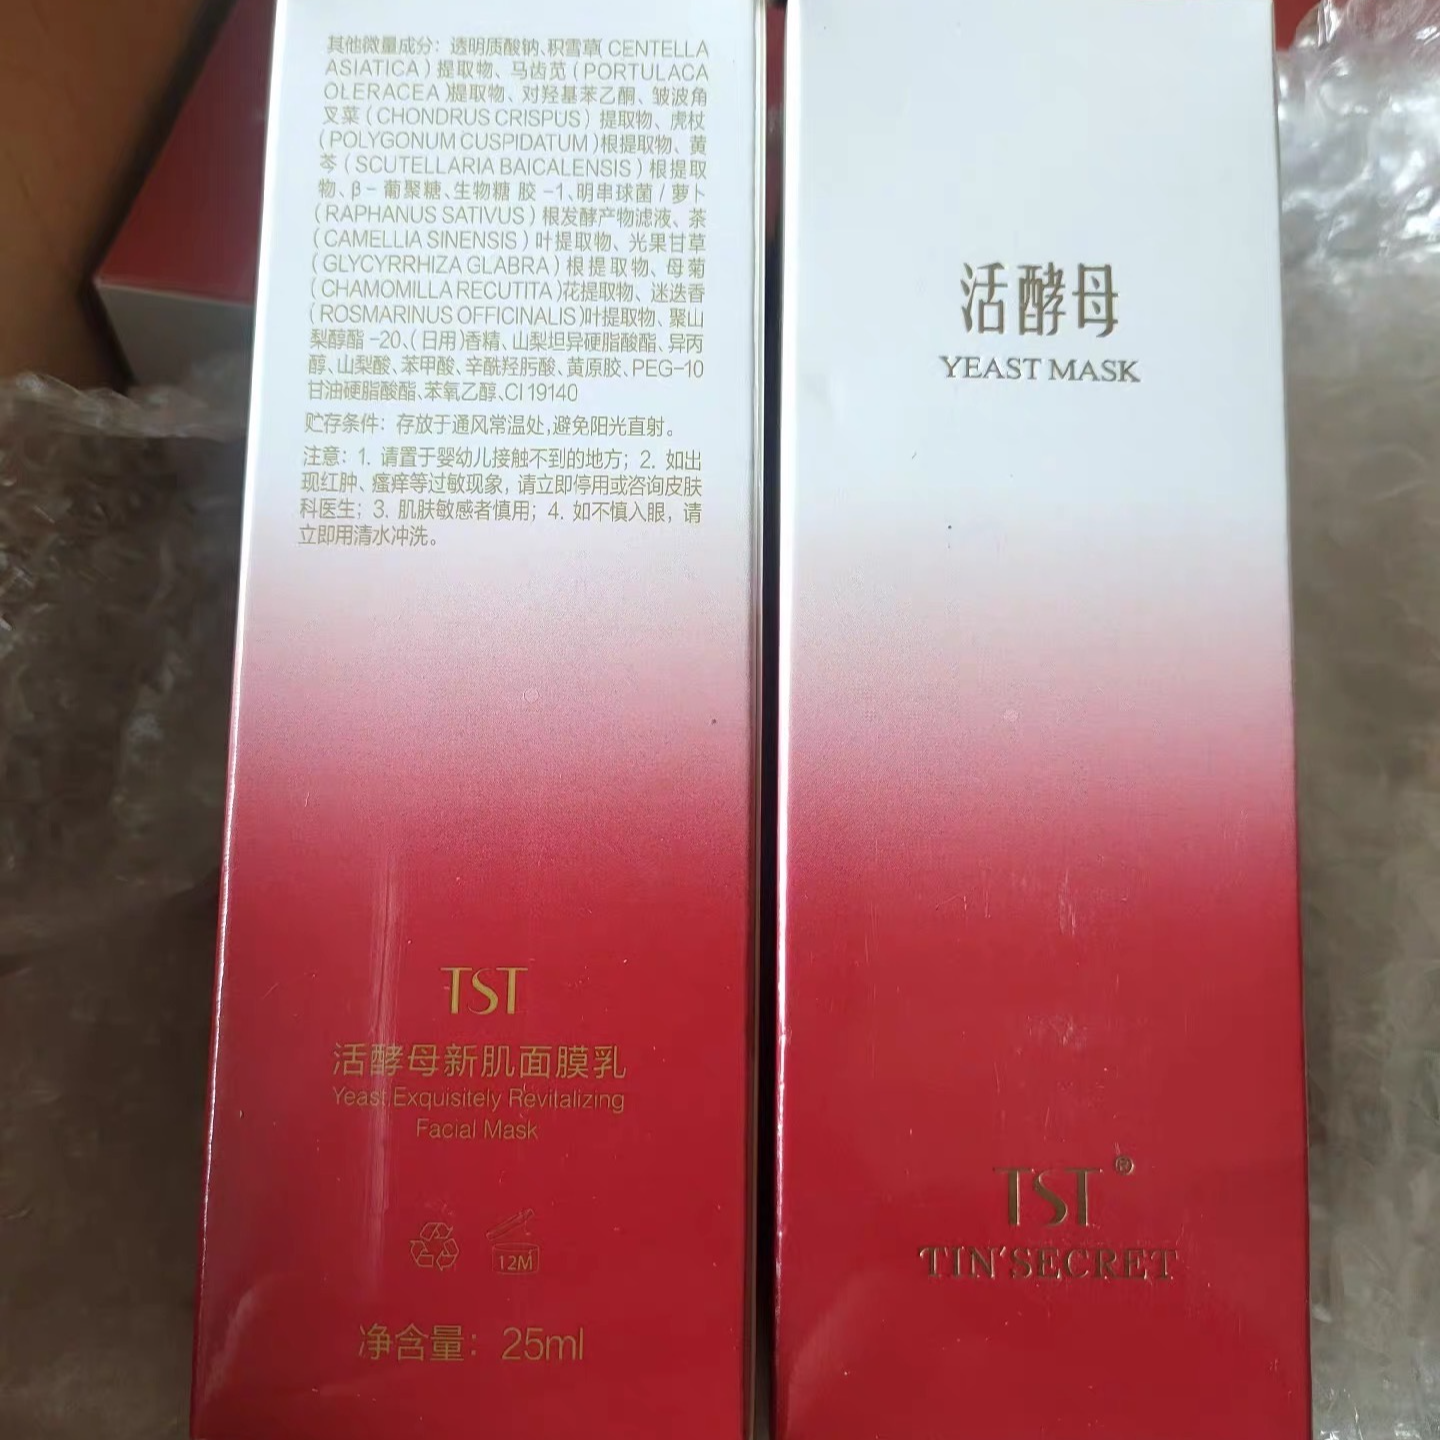 其他微量成分：透明质酸钠、积雪草( CENTELLA
ASIATICA ) 提取物、马齿苋 ( PORTULACA
OLERACEA )提取物、对羟基苯乙酮、皱波角
叉菜 ( CHONDRUS CRISPUS ) 提取物、虎杖
( POLYGONUM CUSPIDATUM )根提取物、黄
芩 ( SCUTELLARIA BAICALENSIS ) 根提取
物、β－葡聚糖、生物糖 胶 -1、明串球菌 / 萝卜
( RAPHANUS SATIVUS ) 根发酵产物滤液、茶
( CAMELLIA SINENSIS ) 叶提取物、光果甘草
( GLYCYRRHIZA GLABRA ) 根提取物、母菊
( CHAMOMILLA RECUTITA )花提取物、迷迭香
( ROSMARINUS OFFICINALIS )叶提取物、聚山
梨醇酯 -20、( 日用 ) 香精、山梨坦异硬脂酸酯、异丙
醇、山梨酸、苯甲酸、辛酰羟肟酸、黄原胶、PEG-10
甘油硬脂酸酯、苯氧乙醇、CI 19140
贮存条件：存放于通风常温处,避免阳光直射。
注意：1. 请置于婴幼儿接触不到的地方；2. 如出
现红肿、瘙痒等过敏现象，请立即停用或咨询皮肤
科医生；3. 肌肤敏感者慎用；4. 如不慎入眼，请
立即用清水冲洗。
TST
活酵母新肌面膜乳
Yeast Exquisitely Revitalizing
Facial Mask
12M
净含量：25ml
活酵母
YEAST MASK
TST®
TIN'SECRET